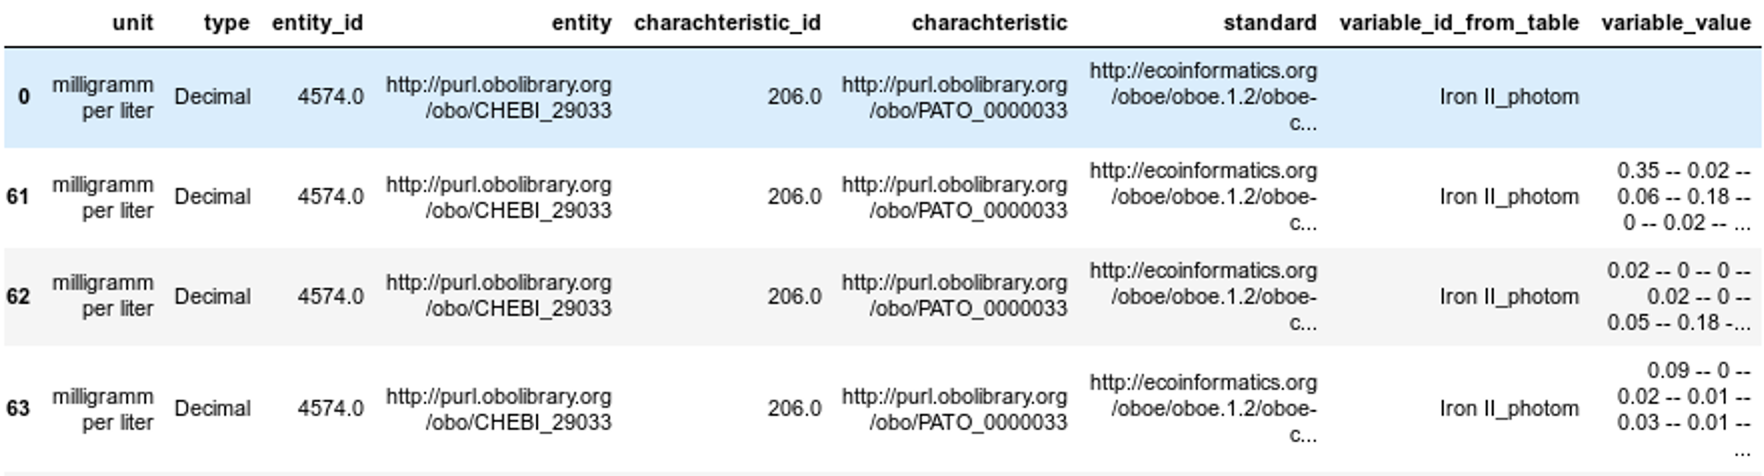 unit type entity_id entity charachteristic_id charachteristic standard variable_id_from_table variable_value
0 milligramm per liter Decimal 4574.0 http://purl.obolibrary.org/obo/CHEBI_29033 206.0 http://purl.obolibrary.org/obo/PATO_0000033 http://ecoinformatics.org/oboe/oboe.1.2/oboe-c... Iron II_photom
61 milligramm per liter Decimal 4574.0 http://purl.obolibrary.org/obo/CHEBI_29033 206.0 http://purl.obolibrary.org/obo/PATO_0000033 http://ecoinformatics.org/oboe/oboe.1.2/oboe-c... Iron II_photom 0.35 -- 0.02 -- 0.06 -- 0.18 -- 0 -- 0.02 -- ...
62 milligramm per liter Decimal 4574.0 http://purl.obolibrary.org/obo/CHEBI_29033 206.0 http://purl.obolibrary.org/obo/PATO_0000033 http://ecoinformatics.org/oboe/oboe.1.2/oboe-c... Iron II_photom 0.02 -- 0 -- 0 -- 0.02 -- 0 -- 0.05 -- 0.18 -...
63 milligramm per liter Decimal 4574.0 http://purl.obolibrary.org/obo/CHEBI_29033 206.0 http://purl.obolibrary.org/obo/PATO_0000033 http://ecoinformatics.org/oboe/oboe.1.2/oboe-c... Iron II_photom 0.09 -- 0 -- 0.02 -- 0.01 -- 0.03 -- 0.01 -- ...